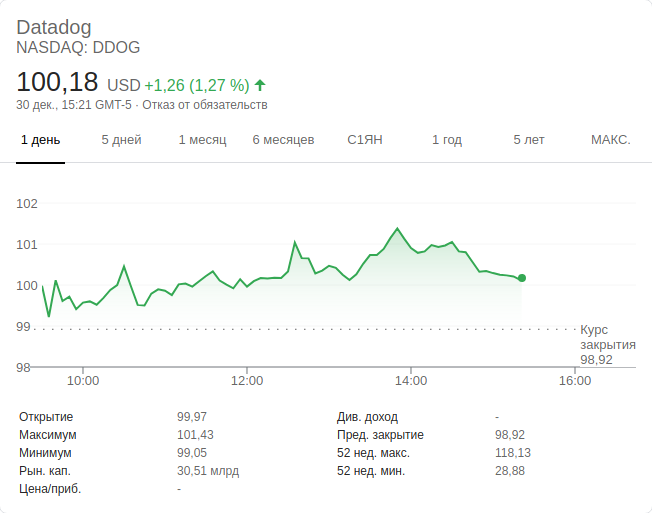 Datadog
NASDAQ: DDOG
100,18 USD +1,26 (1,27 %)
30 дек., 15:21 GMT-5 · Отказ от обязательств
1 день 5 дней 1 месяц 6 месяцев С1ЯН 1 год 5 лет МАКС.
102
101
100
99
98
Курс
закрытия
98,92
10:00 12:00 14:00 16:00
Открытие 99,97 Див. доход -
Максимум 101,43 Пред. закрытие 98,92
Минимум 99,05 52 нед. макс. 118,13
Рын. кап. 30,51 млрд 52 нед. мин. 28,88
Цена/приб. -